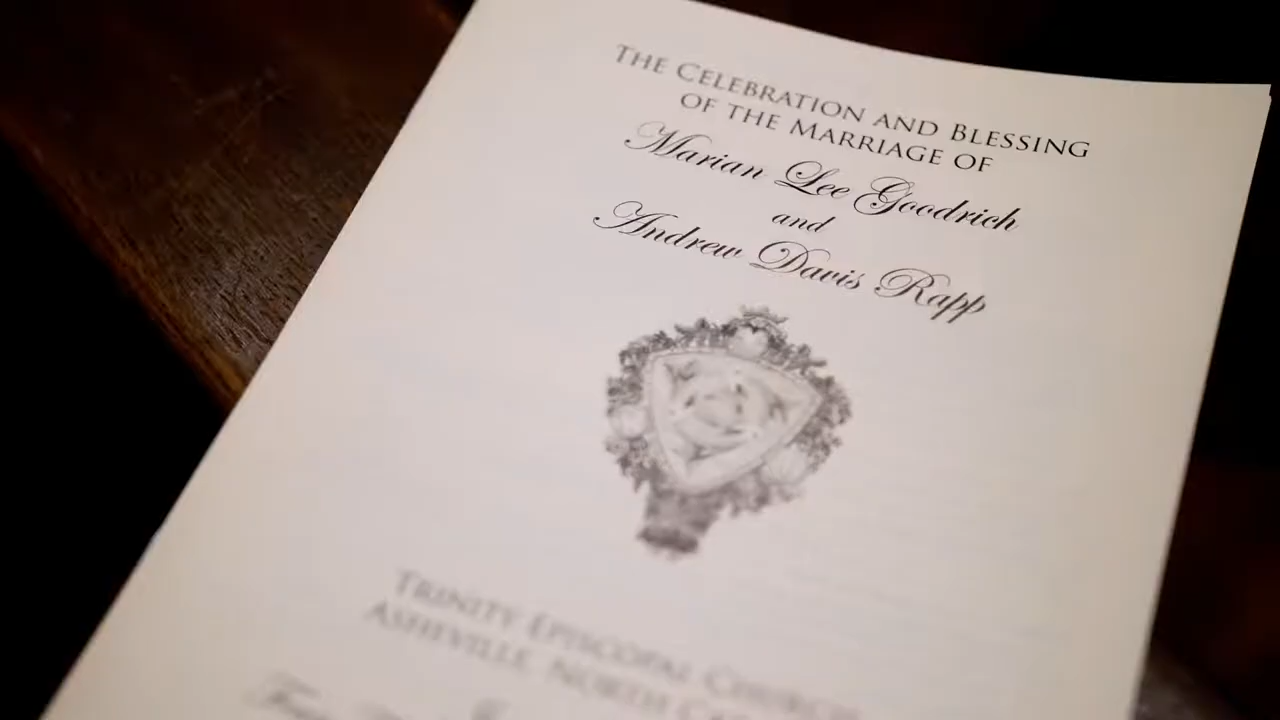 The Celebration and Blessing
of the Marriage of
Marian Lee Goodrich
and
Andrew Davis Rapp
Trinity Episcopal Church
Asheville, North